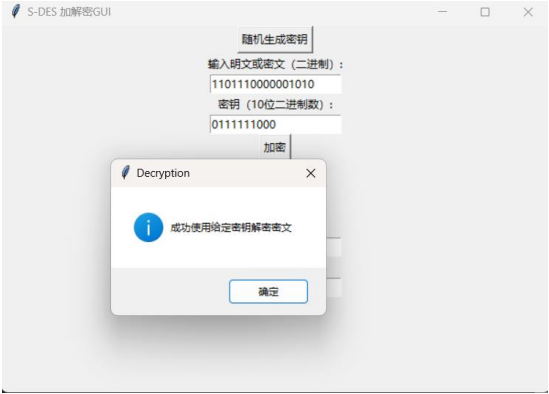 S-DES 加解密GUI
随机生成密钥
输入明文或密文（二进制）:
1101110000001010
密钥（10位二进制数）:
0111111000
加密
Decryption
成功使用给定密钥解密密文
确定